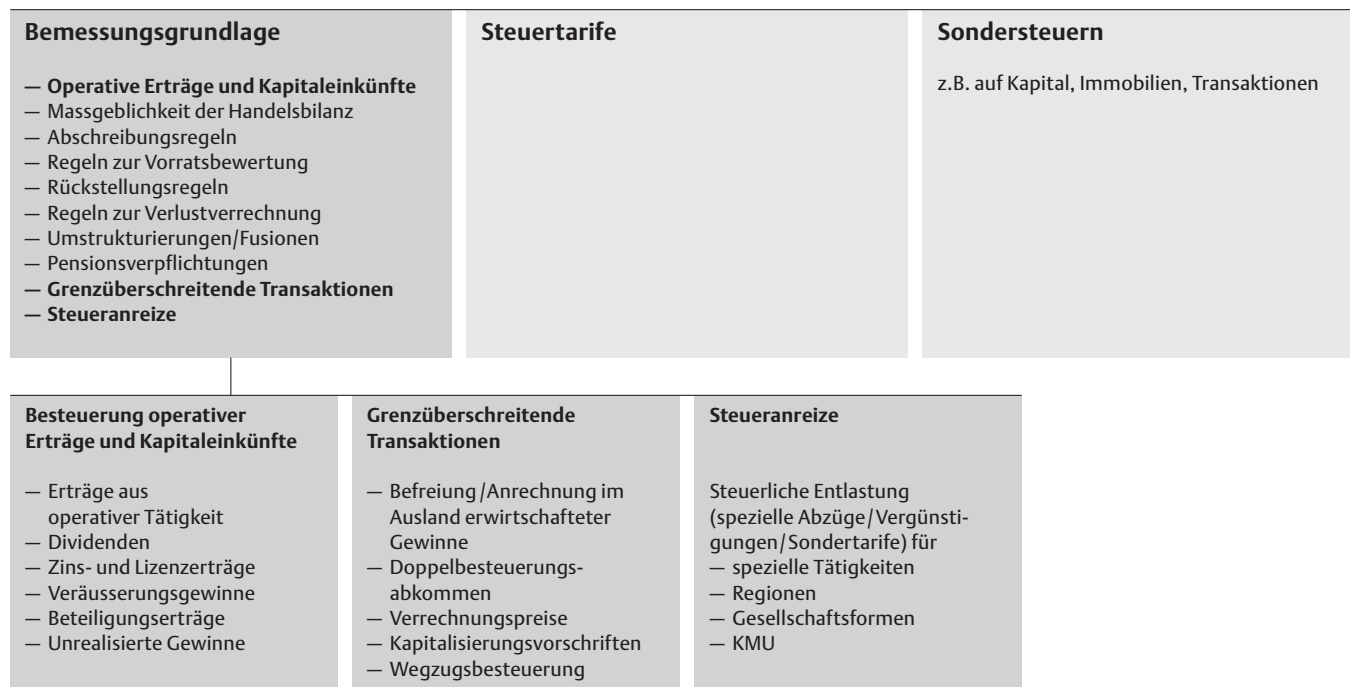 Bemessungsgrundlage
— Operative Erträge und Kapitaleinkünfte
— Massgeblichkeit der Handelsbilanz
— Abschreibungsregeln
— Regeln zur Vorratsbewertung
— Rückstellungsregeln
— Regeln zur Verlustverrechnung
— Umstrukturierungen/Fusionen
— Pensionsverpflichtungen
— Grenzüberschreitende Transaktionen
— Steueranreize
Steuertarife
Sondersteuern
z.B. auf Kapital, Immobilien, Transaktionen
Besteuerung operativer
Erträge und Kapitaleinkünfte
— Erträge aus
operativer Tätigkeit
— Dividenden
— Zins- und Lizenzerträge
— Veräusserungsgewinne
— Beteiligungserträge
— Unrealisierte Gewinne
Grenzüberschreitende
Transaktionen
— Befreiung/Anrechnung im
Ausland erwirtschafteter
Gewinne
— Doppelbesteuerungs-
abkommen
— Verrechnungspreise
— Kapitalisierungsvorschriften
— Wegzugsbesteuerung
Steueranreize
Steuerliche Entlastung
(spezielle Abzüge/Vergünsti-
gungen/Sondertarife) für
— spezielle Tätigkeiten
— Regionen
— Gesellschaftsformen
— KMU